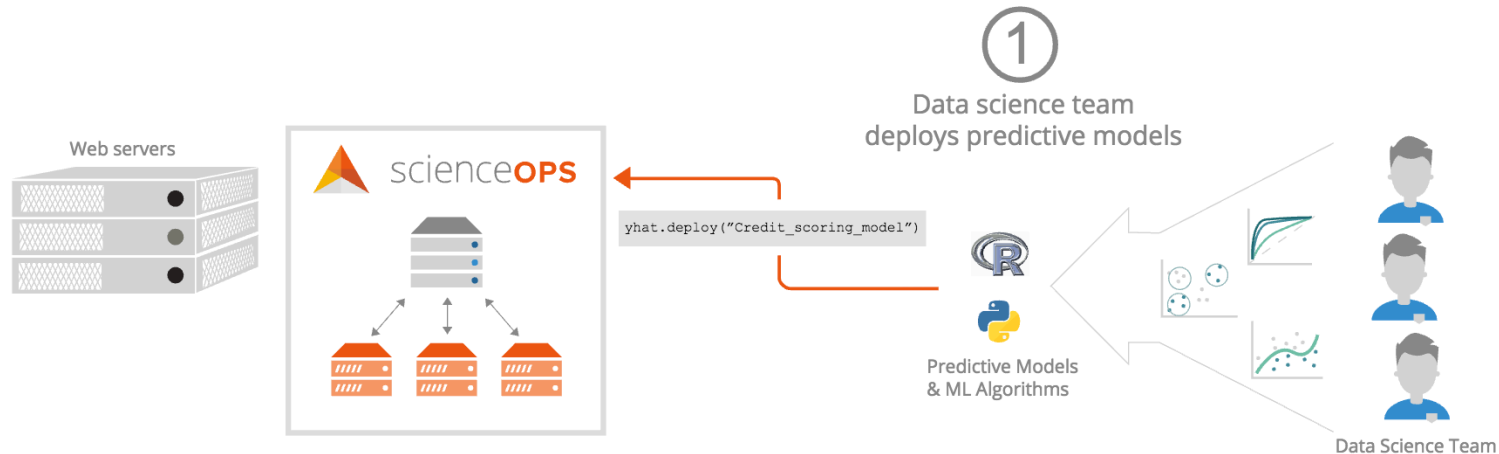 1
Data science team
deploys predictive models
Web servers
scienceOPS
yhat.deploy("Credit_scoring_model")
R
Predictive Models
& ML Algorithms
Data Science Team